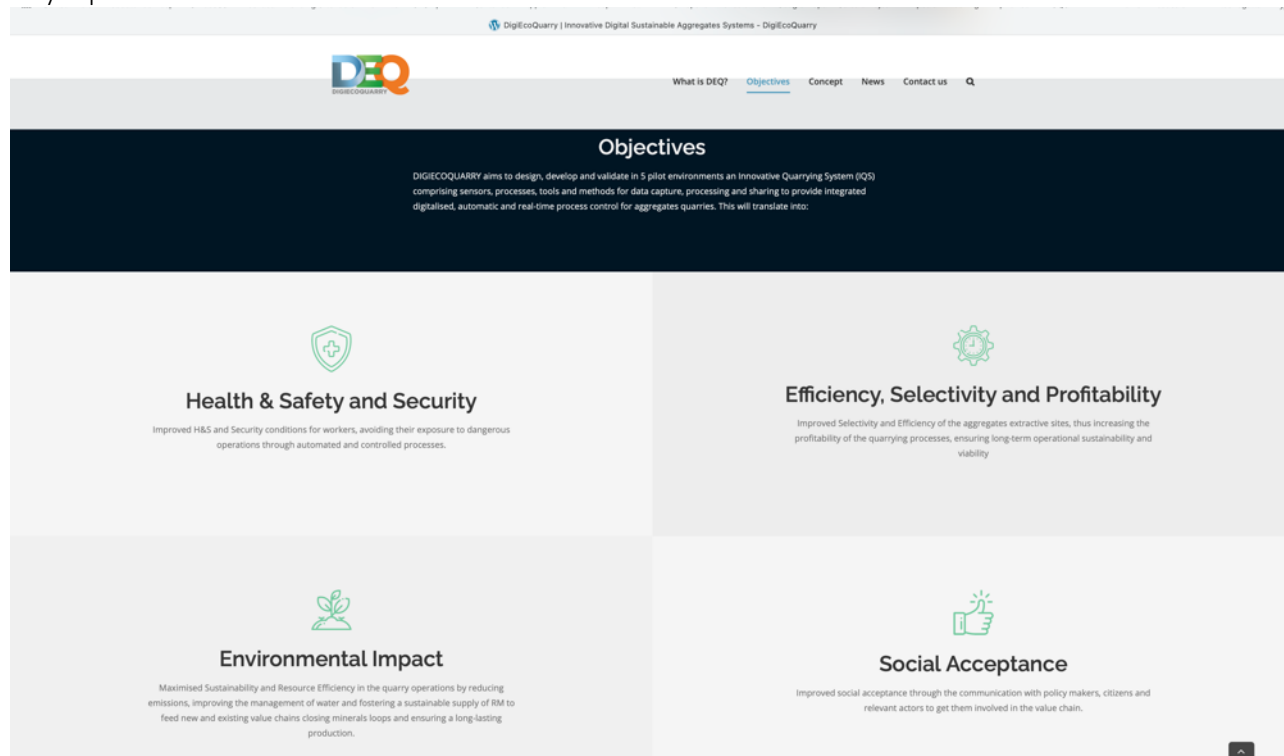 DigiEcoQuarry | Innovative Digital Sustainable Aggregates Systems – DigiEcoQuarry
DEQ
DIGIECOQUARRY
What is DEQ? Objectives Concept News Contact us
Objectives
DIGIECOQUARRY aims to design, develop and validate in 5 pilot environments an Innovative Quarrying System (IQS)
comprising sensors, processes, tools and methods for data capture, processing and sharing to provide integrated
digitalised, automatic and real-time process control for aggregates quarries. This will translate into:
Health & Safety and Security
Improved H&S and Security conditions for workers, avoiding their exposure to dangerous
operations through automated and controlled processes.
Efficiency, Selectivity and Profitability
Improved Selectivity and Efficiency of the aggregates extractive sites, thus increasing the
profitability of the quarrying processes, ensuring long-term operational sustainability and
viability
Environmental Impact
Maximised Sustainability and Resource Efficiency in the quarry operations by reducing
emissions, improving the management of water and fostering a sustainable supply of RM to
feed new and existing value chains closing minerals loops and ensuring a long-lasting
production.
Social Acceptance
Improved social acceptance through the communication with policy makers, citizens and
relevant actors to get them involved in the value chain.